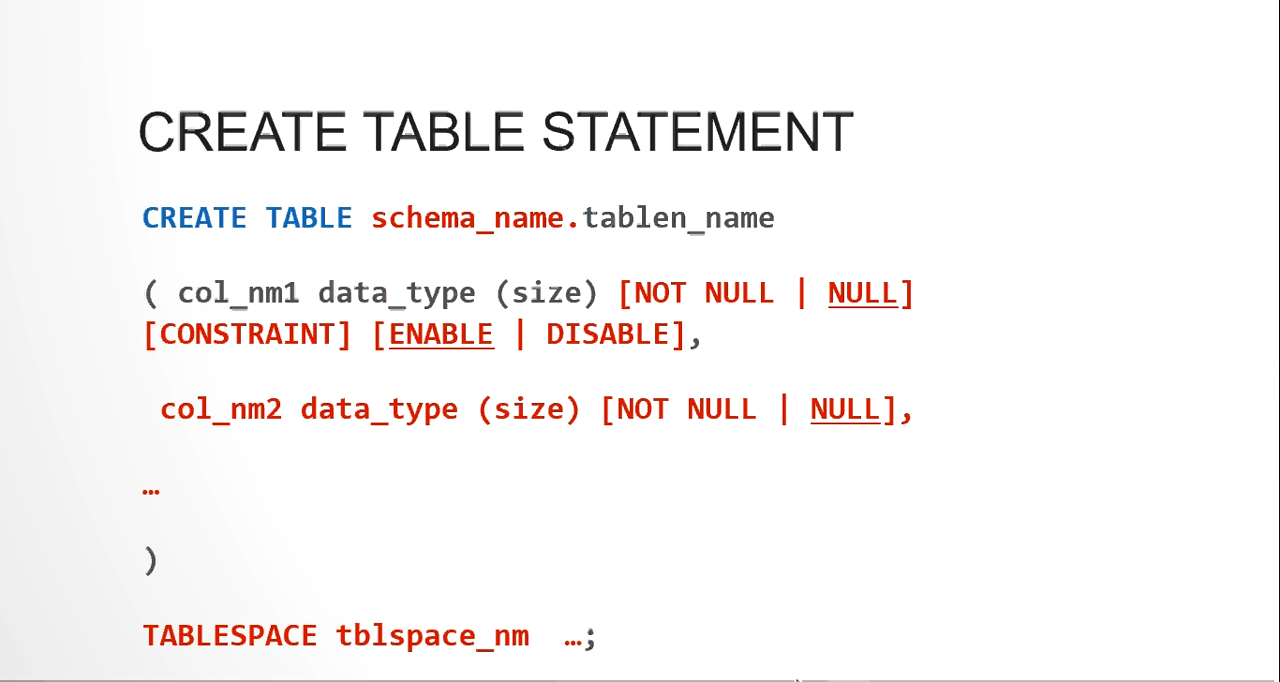 CREATE TABLE STATEMENT
CREATE TABLE schema_name.tablen_name
( col_nm1 data_type (size) [NOT NULL | NULL]
[CONSTRAINT] [ENABLE | DISABLE],
col_nm2 data_type (size) [NOT NULL | NULL],
…
)
TABLESPACE tblspace_nm …;